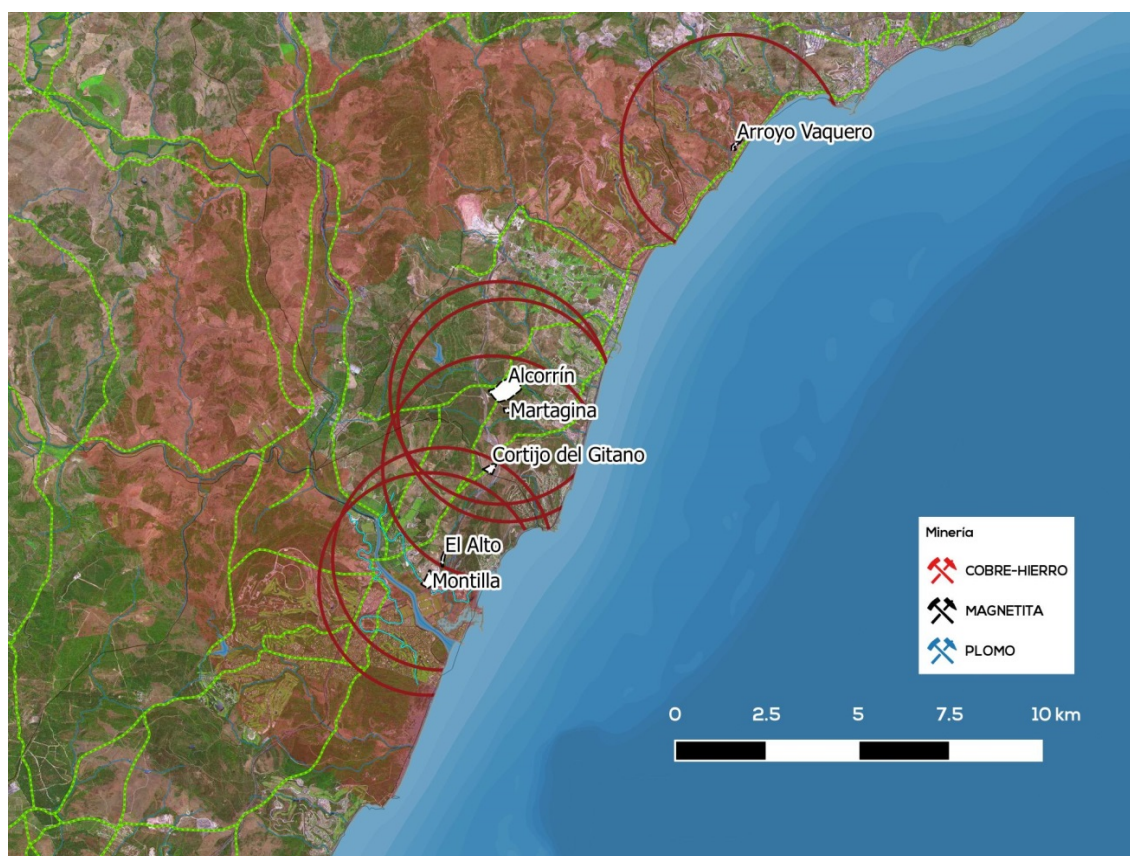 Arroyo Vaquero
Alcorrín
Martagina
Cortijo del Gitano
El Alto
Montilla
Minería
COBRE-HIERRO
MAGNETITA
PLOMO
0 2.5 5 7.5 10 km